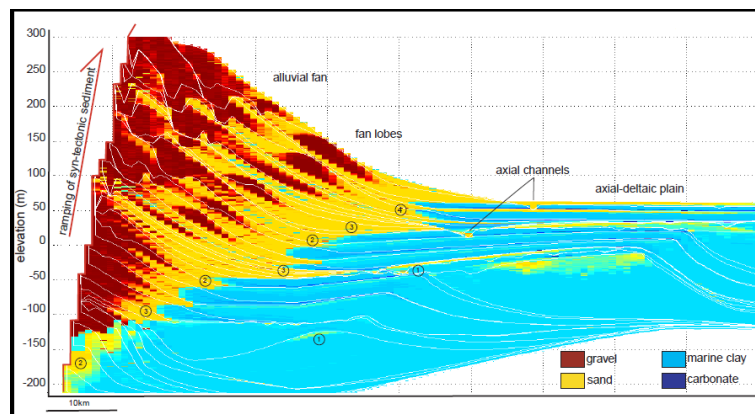 300
250
200
150
100
50
0
-50
-100
-150
-200
elevation (m)
ramping of syn-tectonic sediment
alluvial fan
fan lobes
axial channels
axial-deltaic plain
4
3
2
3
1
2
3
1
2
gravel
marine clay
sand
carbonate
10km